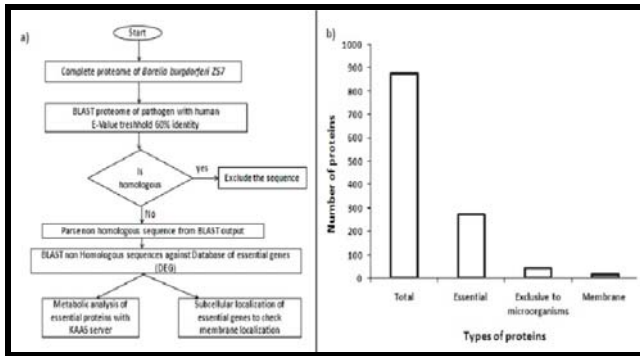 a)
Start
Complete proteome of Borelia burgdorferi ZS7
BLAST proteome of pathogen with human
E-Value treshhold 60% identity
Is
homologous
yes
Exclude the sequence
No
Parse non homologous sequence from BLAST output
BLAST non Homologous sequences against Database of essential genes
(DEG)
Metabolic analysis of
essential proteins with
KAAS server
Subcellular localization of
essential genes to check
membrane localization
b)
Number of proteins
1000
900
800
700
600
500
400
300
200
100
0
Total
Essential
Exclusive to
microorganisms
Membrane
Types of proteins